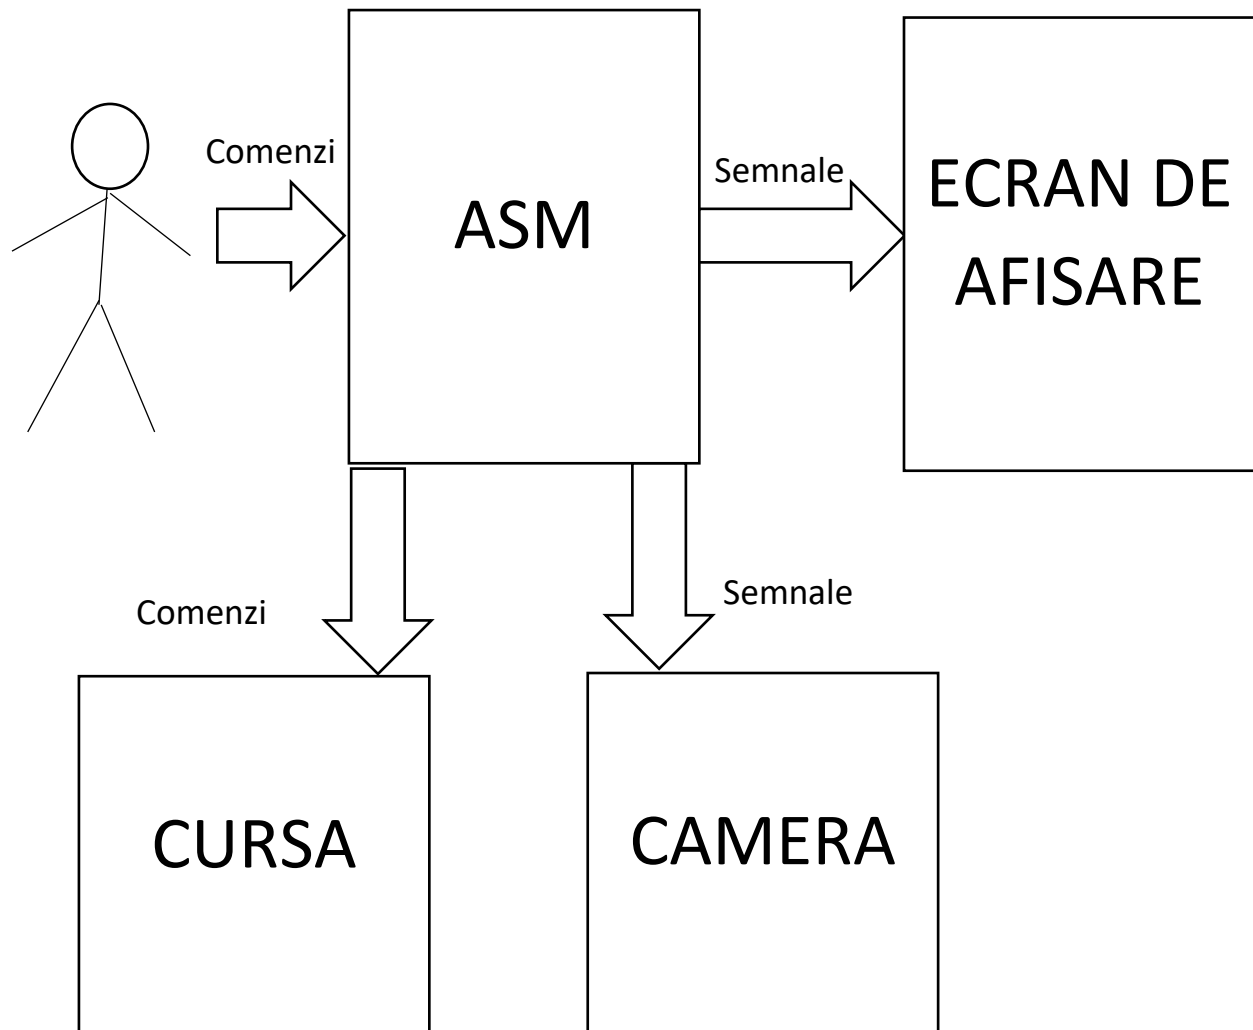 Comenzi
ASM
Semnale
ECRAN DE
AFISARE
Comenzi
Semnale
CURSA
CAMERA